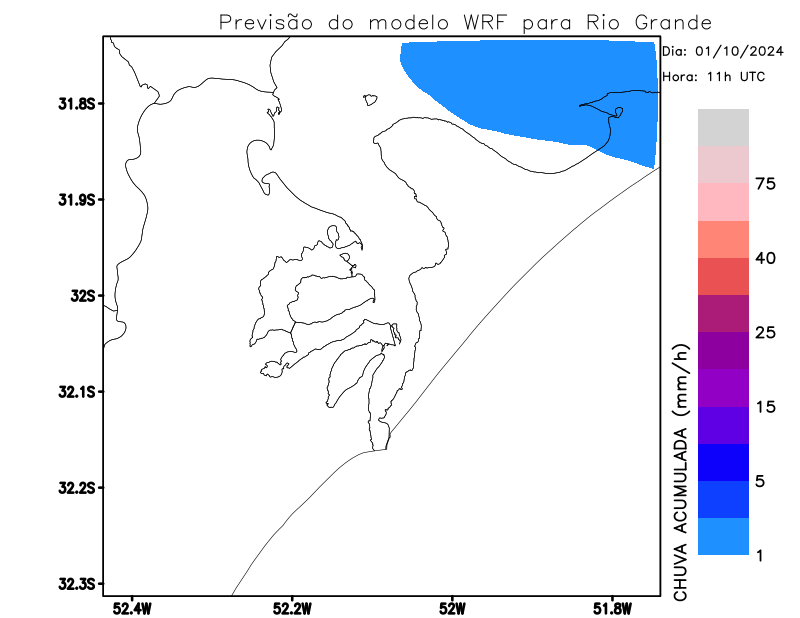 Previsão do modelo WRF para Rio Grande
Dia: 01/10/2024
Hora: 11h UTC
31.8S
31.9S
32S
32.1S
32.2S
32.3S
52.4W
52.2W
52W
51.8W
75
40
25
15
5
1
CHUVA ACUMULADA (mm/h)